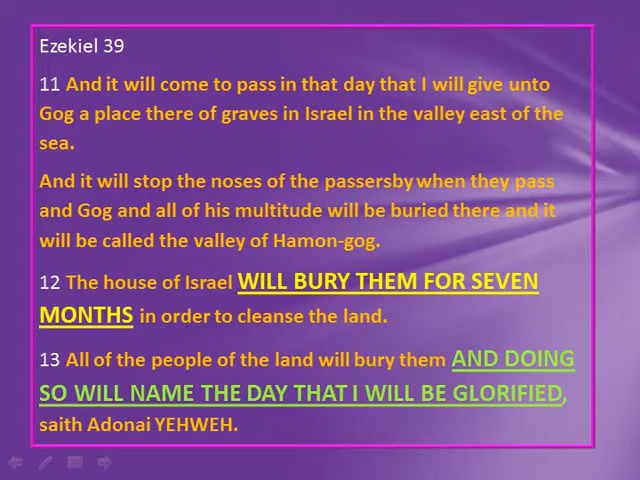 Ezekiel 39
11 And it will come to pass in that day that I will give unto
Gog a place there of graves in Israel in the valley east of the
sea.
And it will stop the noses of the passersby when they pass
and Gog and all of his multitude will be buried there and it
will be called the valley of Hamon-gog.
12 The house of Israel WILL BURY THEM FOR SEVEN
MONTHS in order to cleanse the land.
13 All of the people of the land will bury them AND DOING
SO WILL NAME THE DAY THAT I WILL BE GLORIFIED,
saith Adonai YEHWEH.